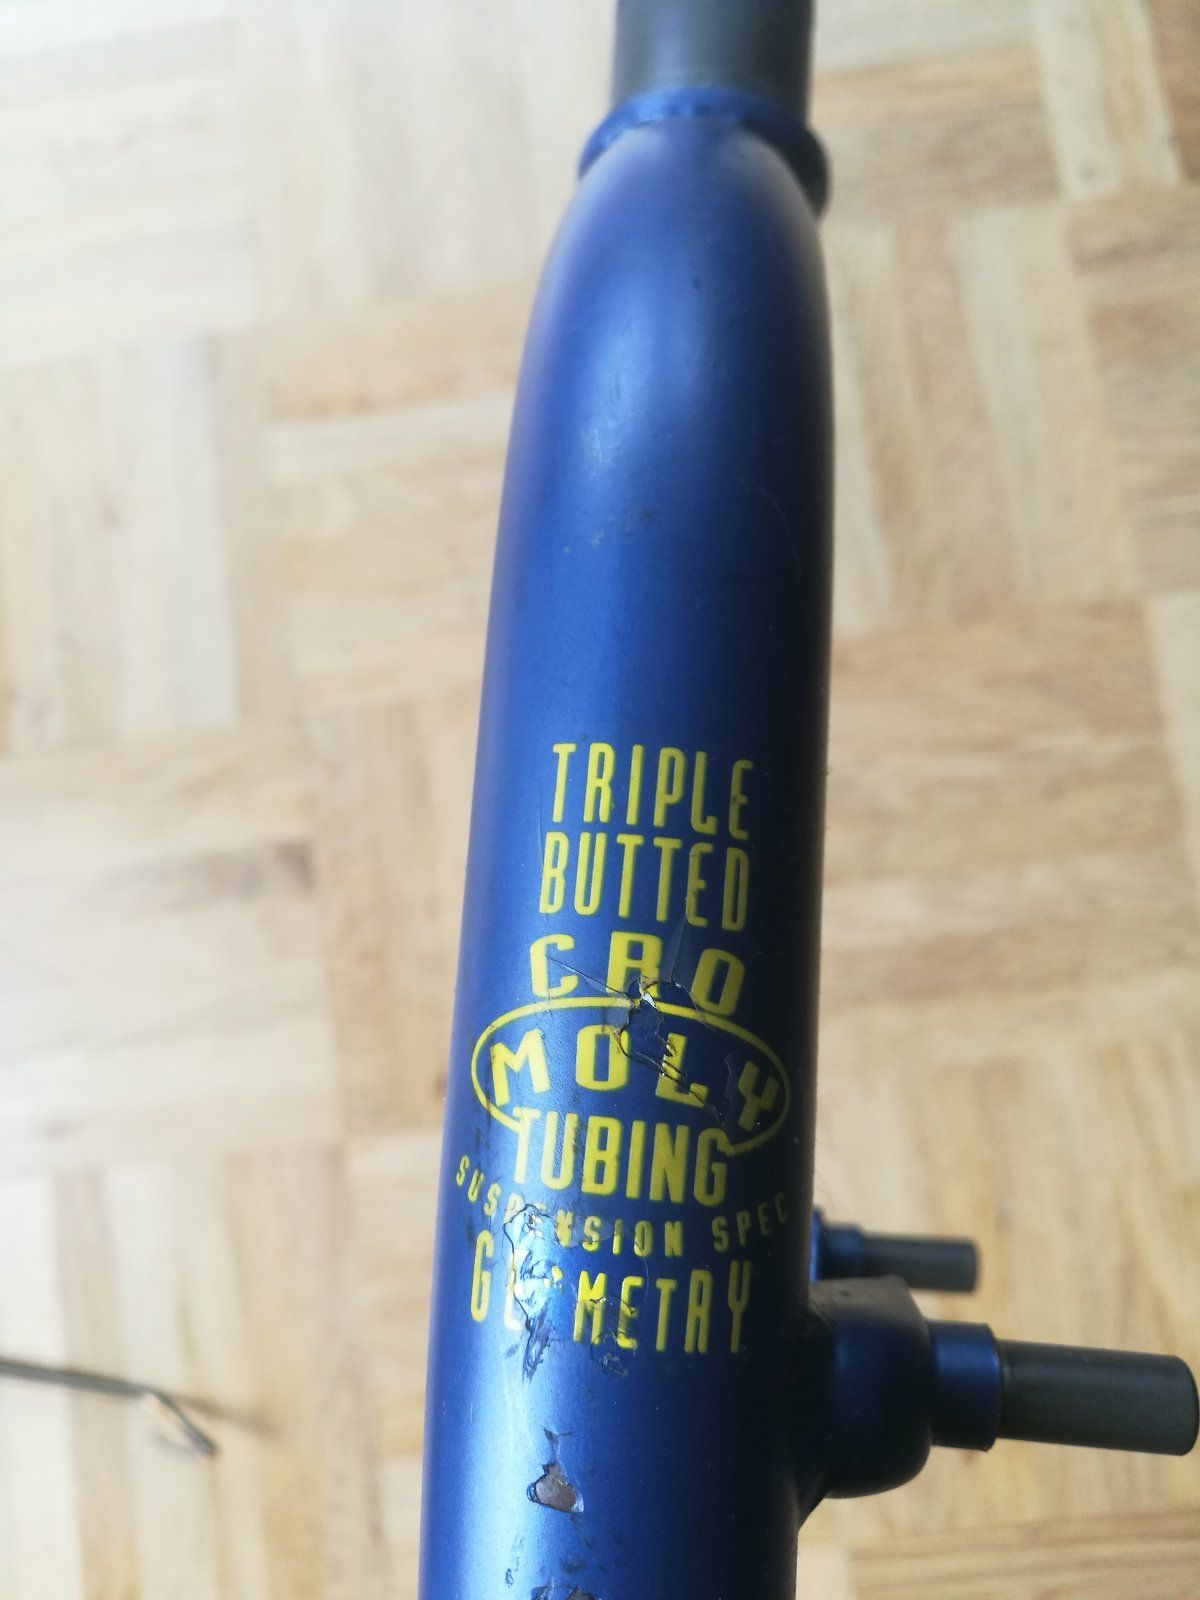 TRIPLE
BUTTED
CRO
MOLY
TUBING
SUSPENSION SPEC
GEOMETRY